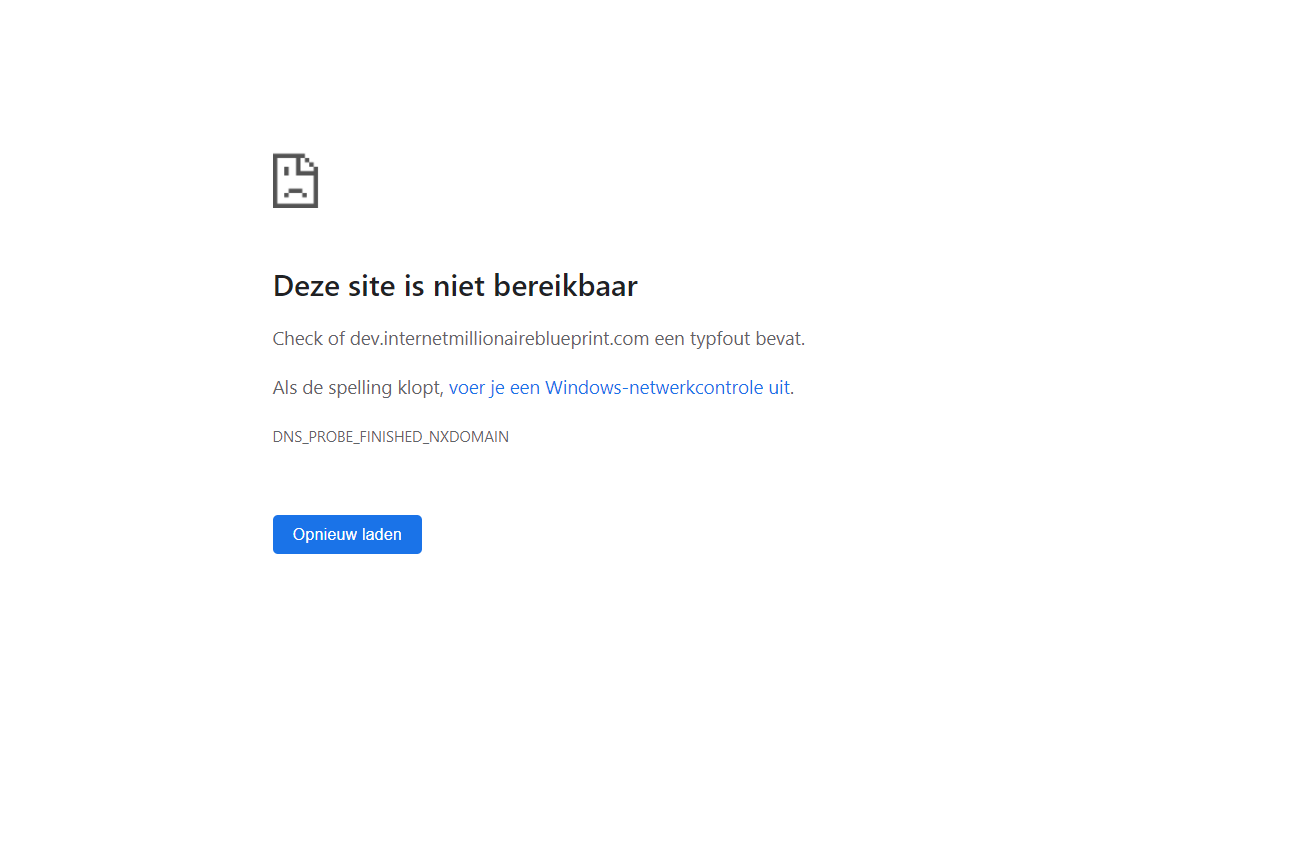 Deze site is niet bereikbaar
Check of dev.internetmillionaireblueprint.com een typfout bevat.
Als de spelling klopt, voer je een Windows-netwerkcontrole uit.
DNS_PROBE_FINISHED_NXDOMAIN
Opnieuw laden